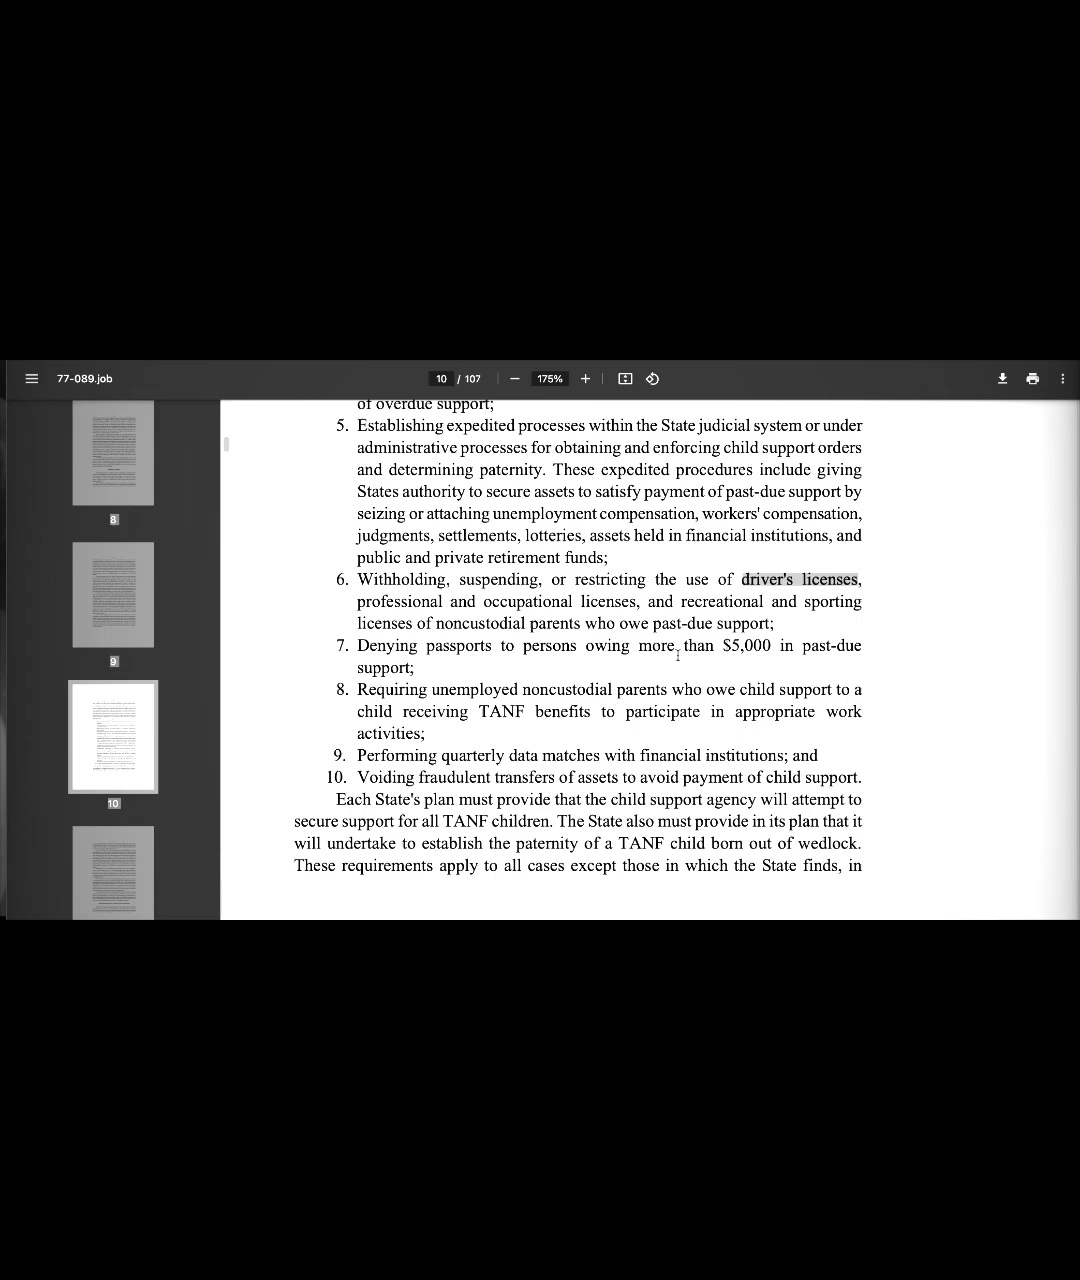 77-089.job
10 / 107
175%
of overdue support;
5. Establishing expedited processes within the State judicial system or under
administrative processes for obtaining and enforcing child support orders
and determining paternity. These expedited procedures include giving
States authority to secure assets to satisfy payment of past-due support by
seizing or attaching unemployment compensation, workers' compensation,
judgments, settlements, lotteries, assets held in financial institutions, and
public and private retirement funds;
6. Withholding, suspending, or restricting the use of driver's licenses,
professional and occupational licenses, and recreational and sporting
licenses of noncustodial parents who owe past-due support;
7. Denying passports to persons owing more than $5,000 in past-due
support;
8. Requiring unemployed noncustodial parents who owe child support to a
child receiving TANF benefits to participate in appropriate work
activities;
9. Performing quarterly data matches with financial institutions; and
10. Voiding fraudulent transfers of assets to avoid payment of child support.
Each State's plan must provide that the child support agency will attempt to
secure support for all TANF children. The State also must provide in its plan that it
will undertake to establish the paternity of a TANF child born out of wedlock.
These requirements apply to all cases except those in which the State finds, in
8
9
10